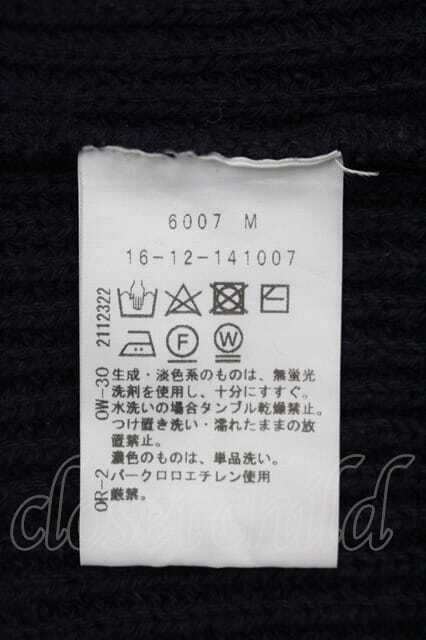 6007 M
16-12-141007
F
W
2112322
OW-30
OR-2
生成・淡色系のものは、無蛍光
洗剤を使用し、十分にすすぐ。
水洗いの場合タンブル乾燥禁止。
つけ置き洗い・濡れたままの放
置禁止。
濃色のものは、単品洗い。
パークロロエチレン使用
厳禁。
closet child